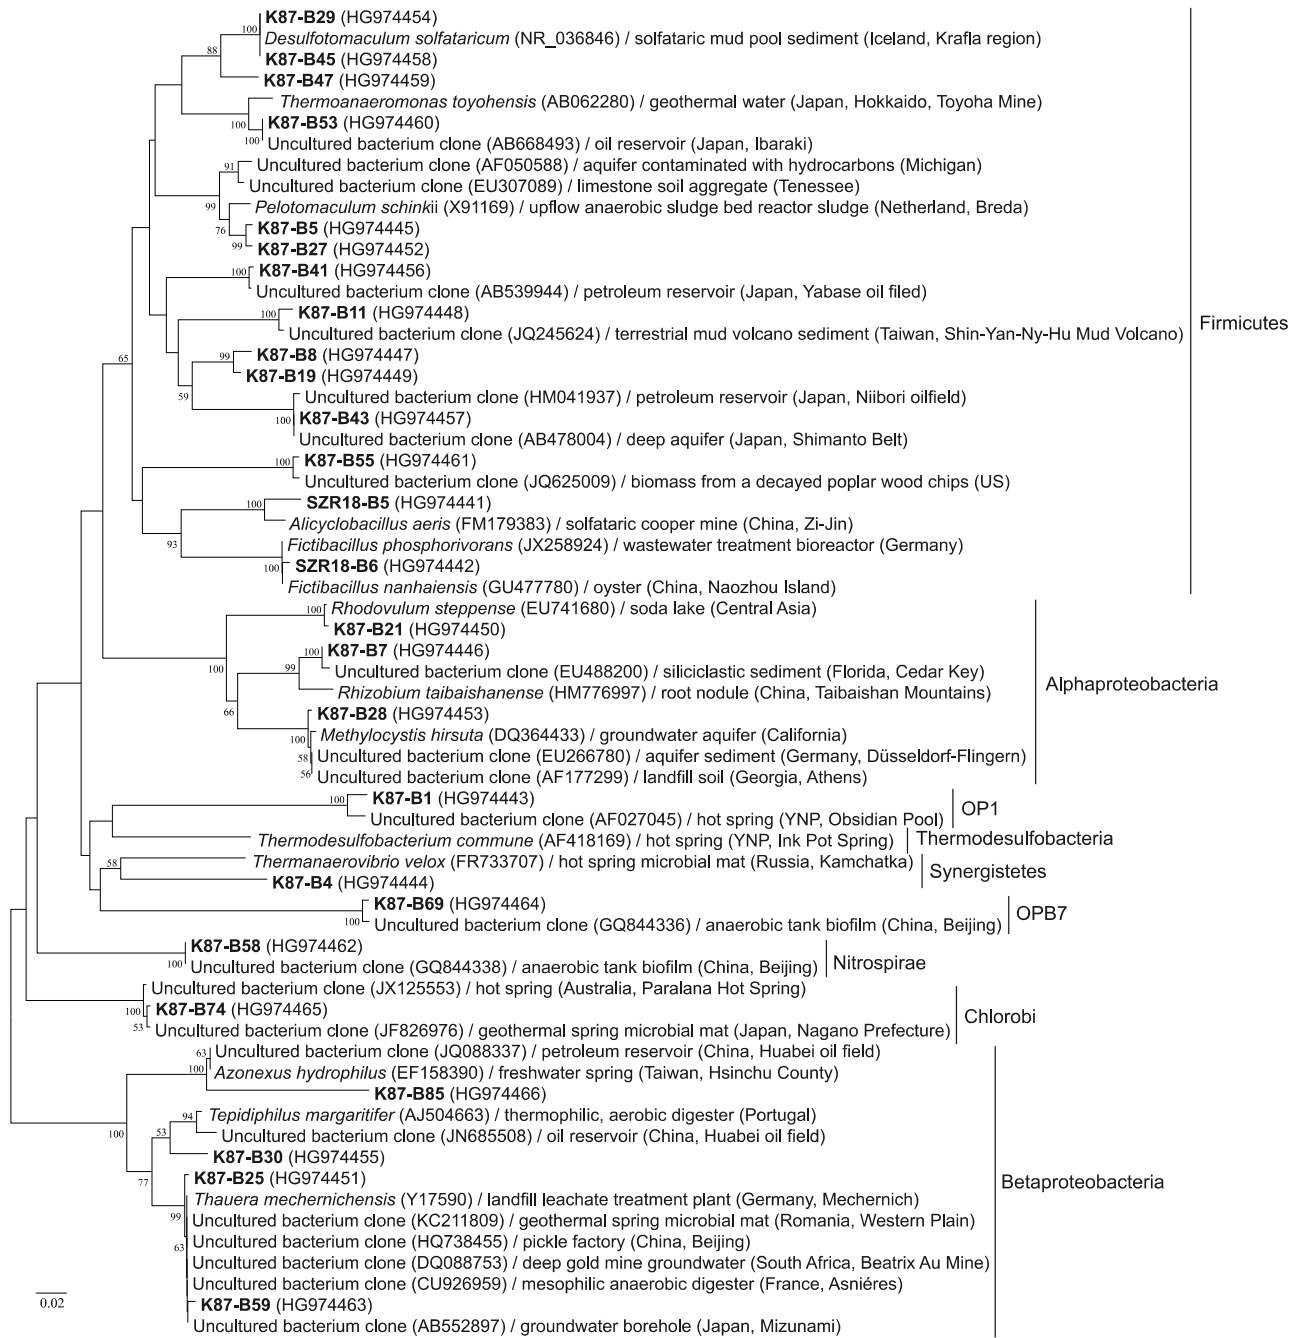 K87-B29 (HG974454)
100
Desulfotomaculum solfataricum (NR_036846) / solfataric mud pool sediment (Iceland, Krafla region)
88
K87-B45 (HG974458)
K87-B47 (HG974459)
Thermoanaeromonas toyohensis (AB062280) / geothermal water (Japan, Hokkaido, Toyoha Mine)
100
K87-B53 (HG974460)
100
Uncultured bacterium clone (AB668493) / oil reservoir (Japan, Ibaraki)
91
Uncultured bacterium clone (AF050588) / aquifer contaminated with hydrocarbons (Michigan)
Uncultured bacterium clone (EU307089) / limestone soil aggregate (Tenessee)
99
Pelotomaculum schinkii (X91169) / upflow anaerobic sludge bed reactor sludge (Netherland, Breda)
76
K87-B5 (HG974445)
99
K87-B27 (HG974452)
100
K87-B41 (HG974456)
Uncultured bacterium clone (AB539944) / petroleum reservoir (Japan, Yabase oil filed)
100
K87-B11 (HG974448)
Firmicutes
Uncultured bacterium clone (JQ245624) / terrestrial mud volcano sediment (Taiwan, Shin-Yan-Ny-Hu Mud Volcano)
65
99
K87-B8 (HG974447)
K87-B19 (HG974449)
59
Uncultured bacterium clone (HM041937) / petroleum reservoir (Japan, Niibori oilfield)
100
K87-B43 (HG974457)
Uncultured bacterium clone (AB478004) / deep aquifer (Japan, Shimanto Belt)
100
K87-B55 (HG974461)
Uncultured bacterium clone (JQ625009) / biomass from a decayed poplar wood chips (US)
100
SZR18-B5 (HG974441)
Alicyclobacillus aeris (FM179383) / solfataric cooper mine (China, Zi-Jin)
93
Fictibacillus phosphorivorans (JX258924) / wastewater treatment bioreactor (Germany)
100
SZR18-B6 (HG974442)
Fictibacillus nanhaiensis (GU477780) / oyster (China, Naozhou Island)
100
Rhodovulum steppense (EU741680) / soda lake (Central Asia)
K87-B21 (HG974450)
100
100
K87-B7 (HG974446)
99
Uncultured bacterium clone (EU488200) / siliciclastic sediment (Florida, Cedar Key)
Alphaproteobacteria
Rhizobium taibaishanense (HM776997) / root nodule (China, Taibaishan Mountains)
66
K87-B28 (HG974453)
100
Methylocystis hirsuta (DQ364433) / groundwater aquifer (California)
58
Uncultured bacterium clone (EU266780) / aquifer sediment (Germany, Düsseldorf-Flingern)
56
Uncultured bacterium clone (AF177299) / landfill soil (Georgia, Athens)
100
K87-B1 (HG974443)
OP1
Uncultured bacterium clone (AF027045) / hot spring (YNP, Obsidian Pool)
Thermodesulfobacterium commune (AF418169) / hot spring (YNP, Ink Pot Spring)
Thermodesulfobacteria
58
Thermanaerovibrio velox (FR733707) / hot spring microbial mat (Russia, Kamchatka)
Synergistetes
K87-B4 (HG974444)
K87-B69 (HG974464)
OPB7
100
Uncultured bacterium clone (GQ844336) / anaerobic tank biofilm (China, Beijing)
K87-B58 (HG974462)
Nitrospirae
100
Uncultured bacterium clone (GQ844338) / anaerobic tank biofilm (China, Beijing)
Uncultured bacterium clone (JX125553) / hot spring (Australia, Paralana Hot Spring)
100
K87-B74 (HG974465)
Chlorobi
53
Uncultured bacterium clone (JF826976) / geothermal spring microbial mat (Japan, Nagano Prefecture)
63
Uncultured bacterium clone (JQ088337) / petroleum reservoir (China, Huabei oil field)
100
Azonexus hydrophilus (EF158390) / freshwater spring (Taiwan, Hsinchu County)
K87-B85 (HG974466)
94
Tepidiphilus margaritifer (AJ504663) / thermophilic, aerobic digester (Portugal)
100
53
Uncultured bacterium clone (JN685508) / oil reservoir (China, Huabei oil field)
K87-B30 (HG974455)
77
K87-B25 (HG974451)
Betaproteobacteria
Thauera mechernichensis (Y17590) / landfill leachate treatment plant (Germany, Mechernich)
99
Uncultured bacterium clone (KC211809) / geothermal spring microbial mat (Romania, Western Plain)
63
Uncultured bacterium clone (HQ738455) / pickle factory (China, Beijing)
Uncultured bacterium clone (DQ088753) / deep gold mine groundwater (South Africa, Beatrix Au Mine)
Uncultured bacterium clone (CU926959) / mesophilic anaerobic digester (France, Asniéres)
0.02
K87-B59 (HG974463)
Uncultured bacterium clone (AB552897) / groundwater borehole (Japan, Mizunami)